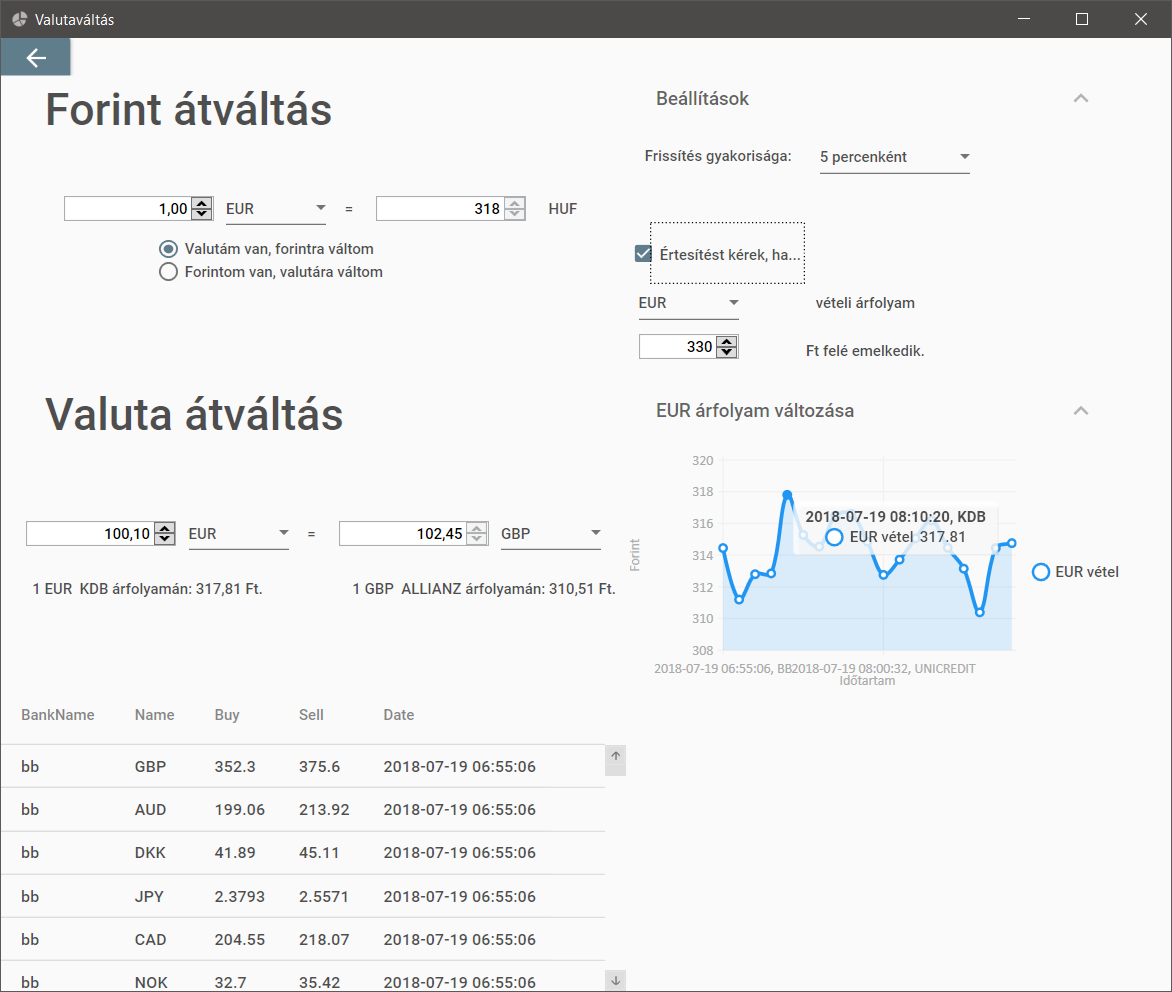 Valutaváltás
Forint átváltás
1,00 EUR = 318 HUF
Valutám van, forintra váltom
Forintom van, valutára váltom
Valuta átváltás
100,10 EUR = 102,45 GBP
1 EUR KDB árfolyamán: 317,81 Ft.
1 GBP ALLIANZ árfolyamán: 310,51 Ft.
BankName Name Buy Sell Date
bb GBP 352.3 375.6 2018-07-19 06:55:06
bb AUD 199.06 213.92 2018-07-19 06:55:06
bb DKK 41.89 45.11 2018-07-19 06:55:06
bb JPY 2.3793 2.5571 2018-07-19 06:55:06
bb CAD 204.55 218.07 2018-07-19 06:55:06
bb NOK 32.7 35.42 2018-07-19 06:55:06
Beállítások
Frissítés gyakorisága: 5 percenként
Értesítést kérek, ha...
EUR vételi árfolyam
330 Ft felé emelkedik.
EUR árfolyam változása
320
318
316
314
312
310
308
Forint
2018-07-19 08:10:20, KDB
EUR vétel 317.81
EUR vétel
2018-07-19 06:55:06, BB2018-07-19 08:00:32, UNICREDIT
Időtartam